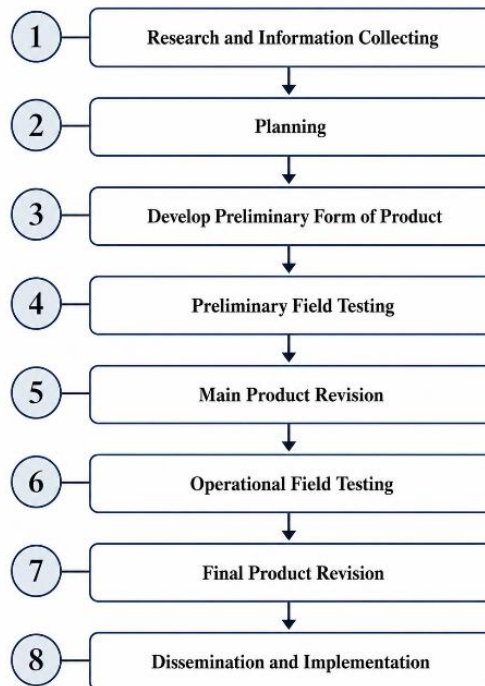 1 Research and Information Collecting
2 Planning
3 Develop Preliminary Form of Product
4 Preliminary Field Testing
5 Main Product Revision
6 Operational Field Testing
7 Final Product Revision
8 Dissemination and Implementation